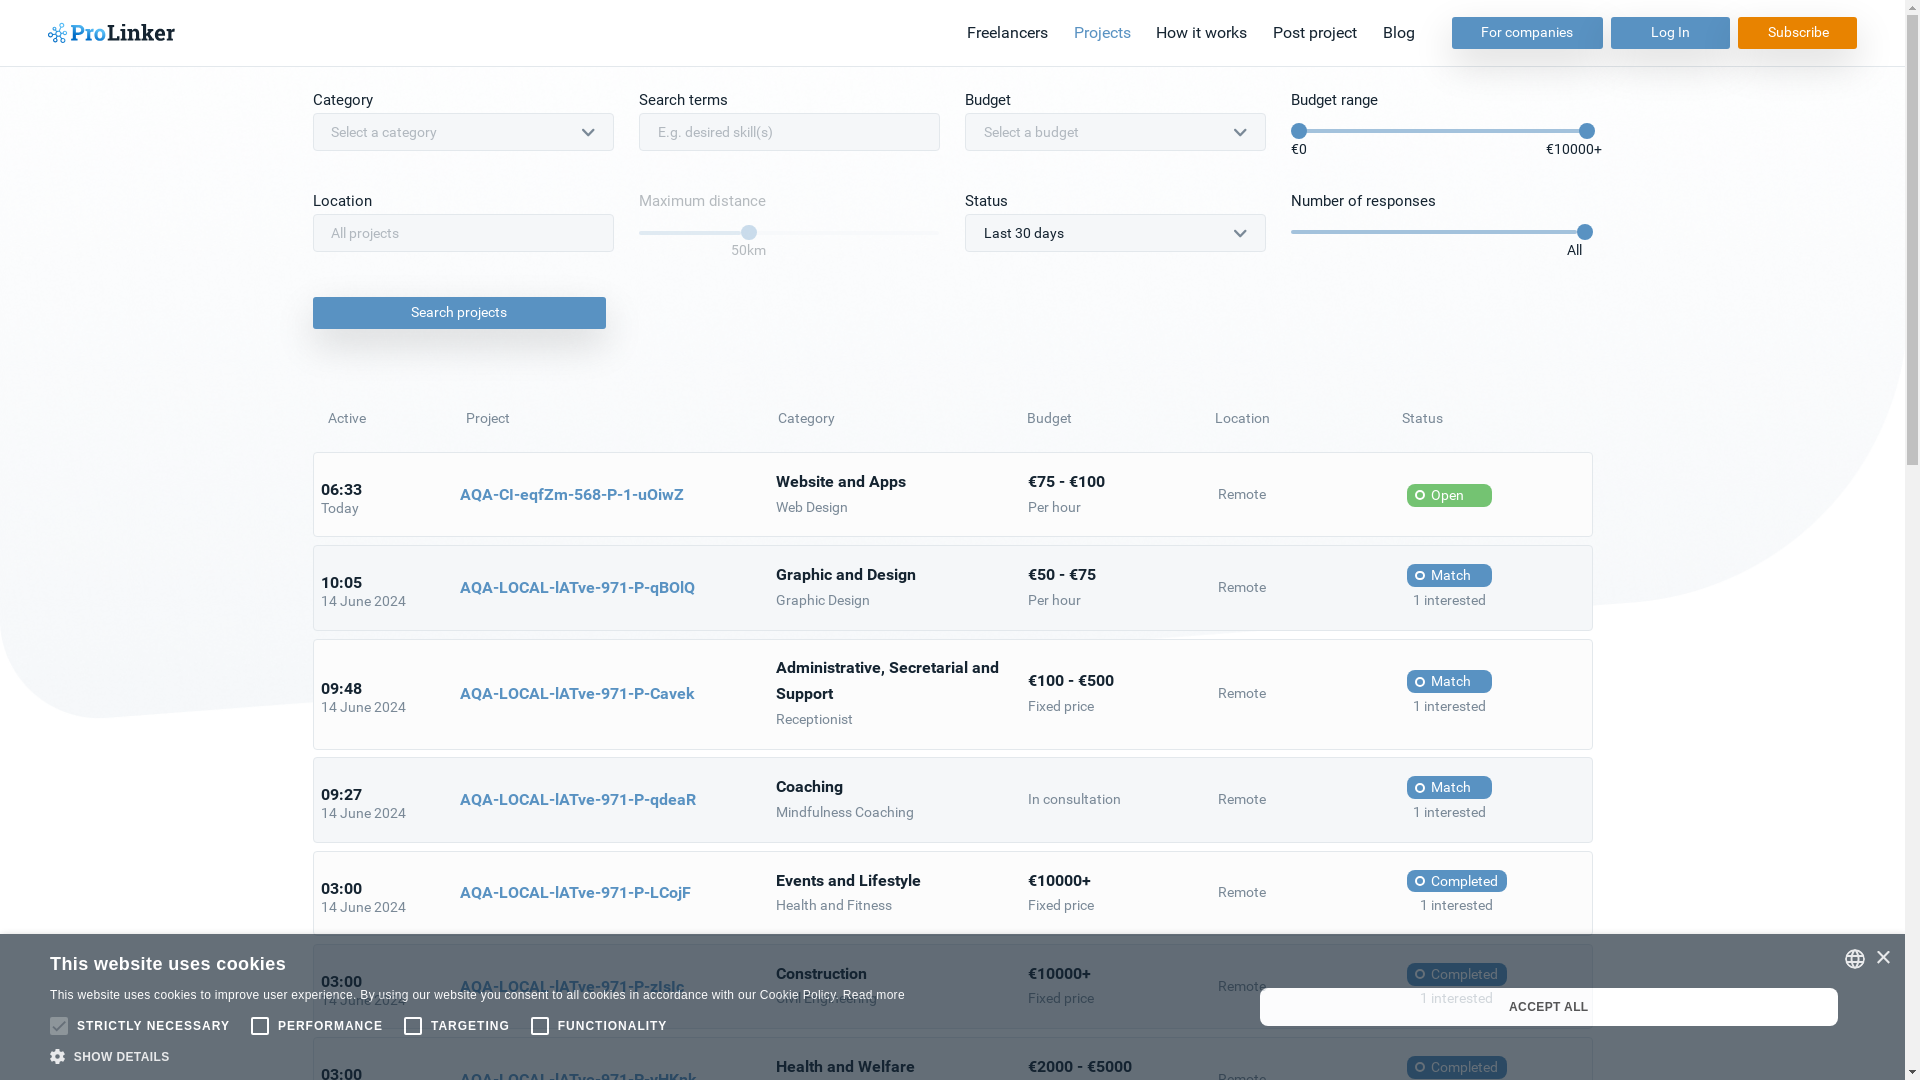 ProLinker
Freelancers Projects How it works Post project Blog For companies Log In Subscribe
Category Search terms Budget Budget range
Select a category E.g. desired skill(s) Select a budget
€0 €10000+
Location Maximum distance Status Number of responses
All projects Last 30 days
50km All
Search projects
Active Project Category Budget Location Status
06:33 Today AQA-CI-eqfZm-568-P-1-uOiwZ Website and Apps Web Design €75 - €100 Per hour Remote Open
10:05 14 June 2024 AQA-LOCAL-lATve-971-P-qBOlQ Graphic and Design Graphic Design €50 - €75 Per hour Remote Match 1 interested
09:48 14 June 2024 AQA-LOCAL-lATve-971-P-Cavek Administrative, Secretarial and Support Receptionist €100 - €500 Fixed price Remote Match 1 interested
09:27 14 June 2024 AQA-LOCAL-lATve-971-P-qdeaR Coaching Mindfulness Coaching In consultation Remote Match 1 interested
03:00 14 June 2024 AQA-LOCAL-lATve-971-P-LCojF Events and Lifestyle Health and Fitness €10000+ Fixed price Remote Completed 1 interested
03:00 14 June 2024 Construction Civil Engineering €10000+ Fixed price Remote Completed 1 interested
03:00 Health and Welfare €2000 - €5000 Remote Completed
This website uses cookies
This website uses cookies to improve user experience. By using our website you consent to all cookies in accordance with our Cookie Policy. Read more
STRICTLY NECESSARY PERFORMANCE TARGETING FUNCTIONALITY
SHOW DETAILS
ACCEPT ALL